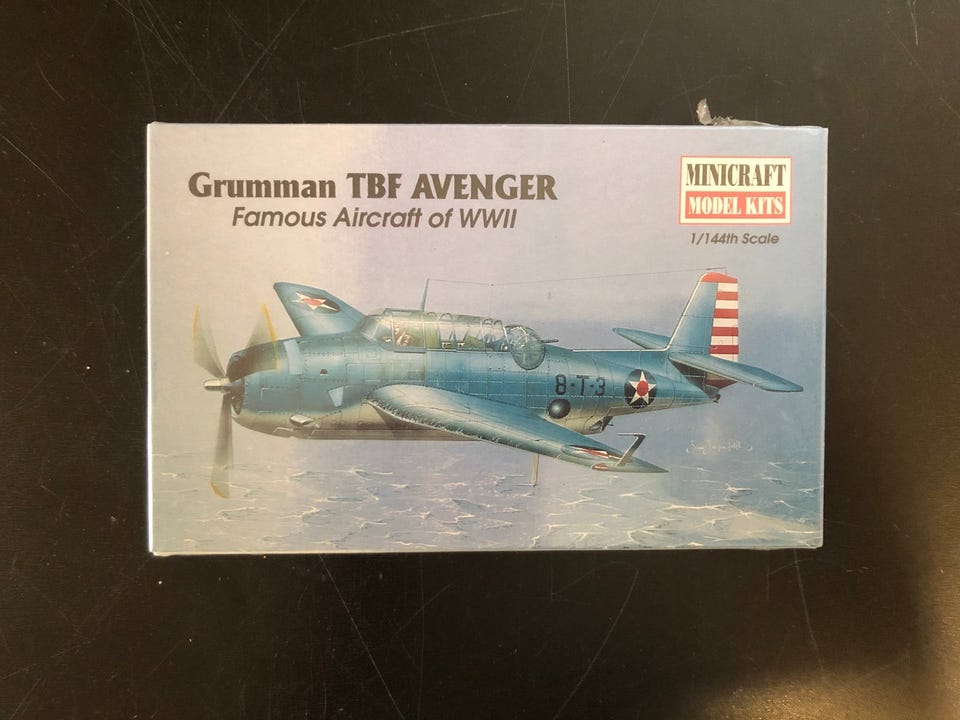 Grumman TBF AVENGER
Famous Aircraft of WWII
MINICRAFT
MODEL KITS
1/144th Scale
8-T-3